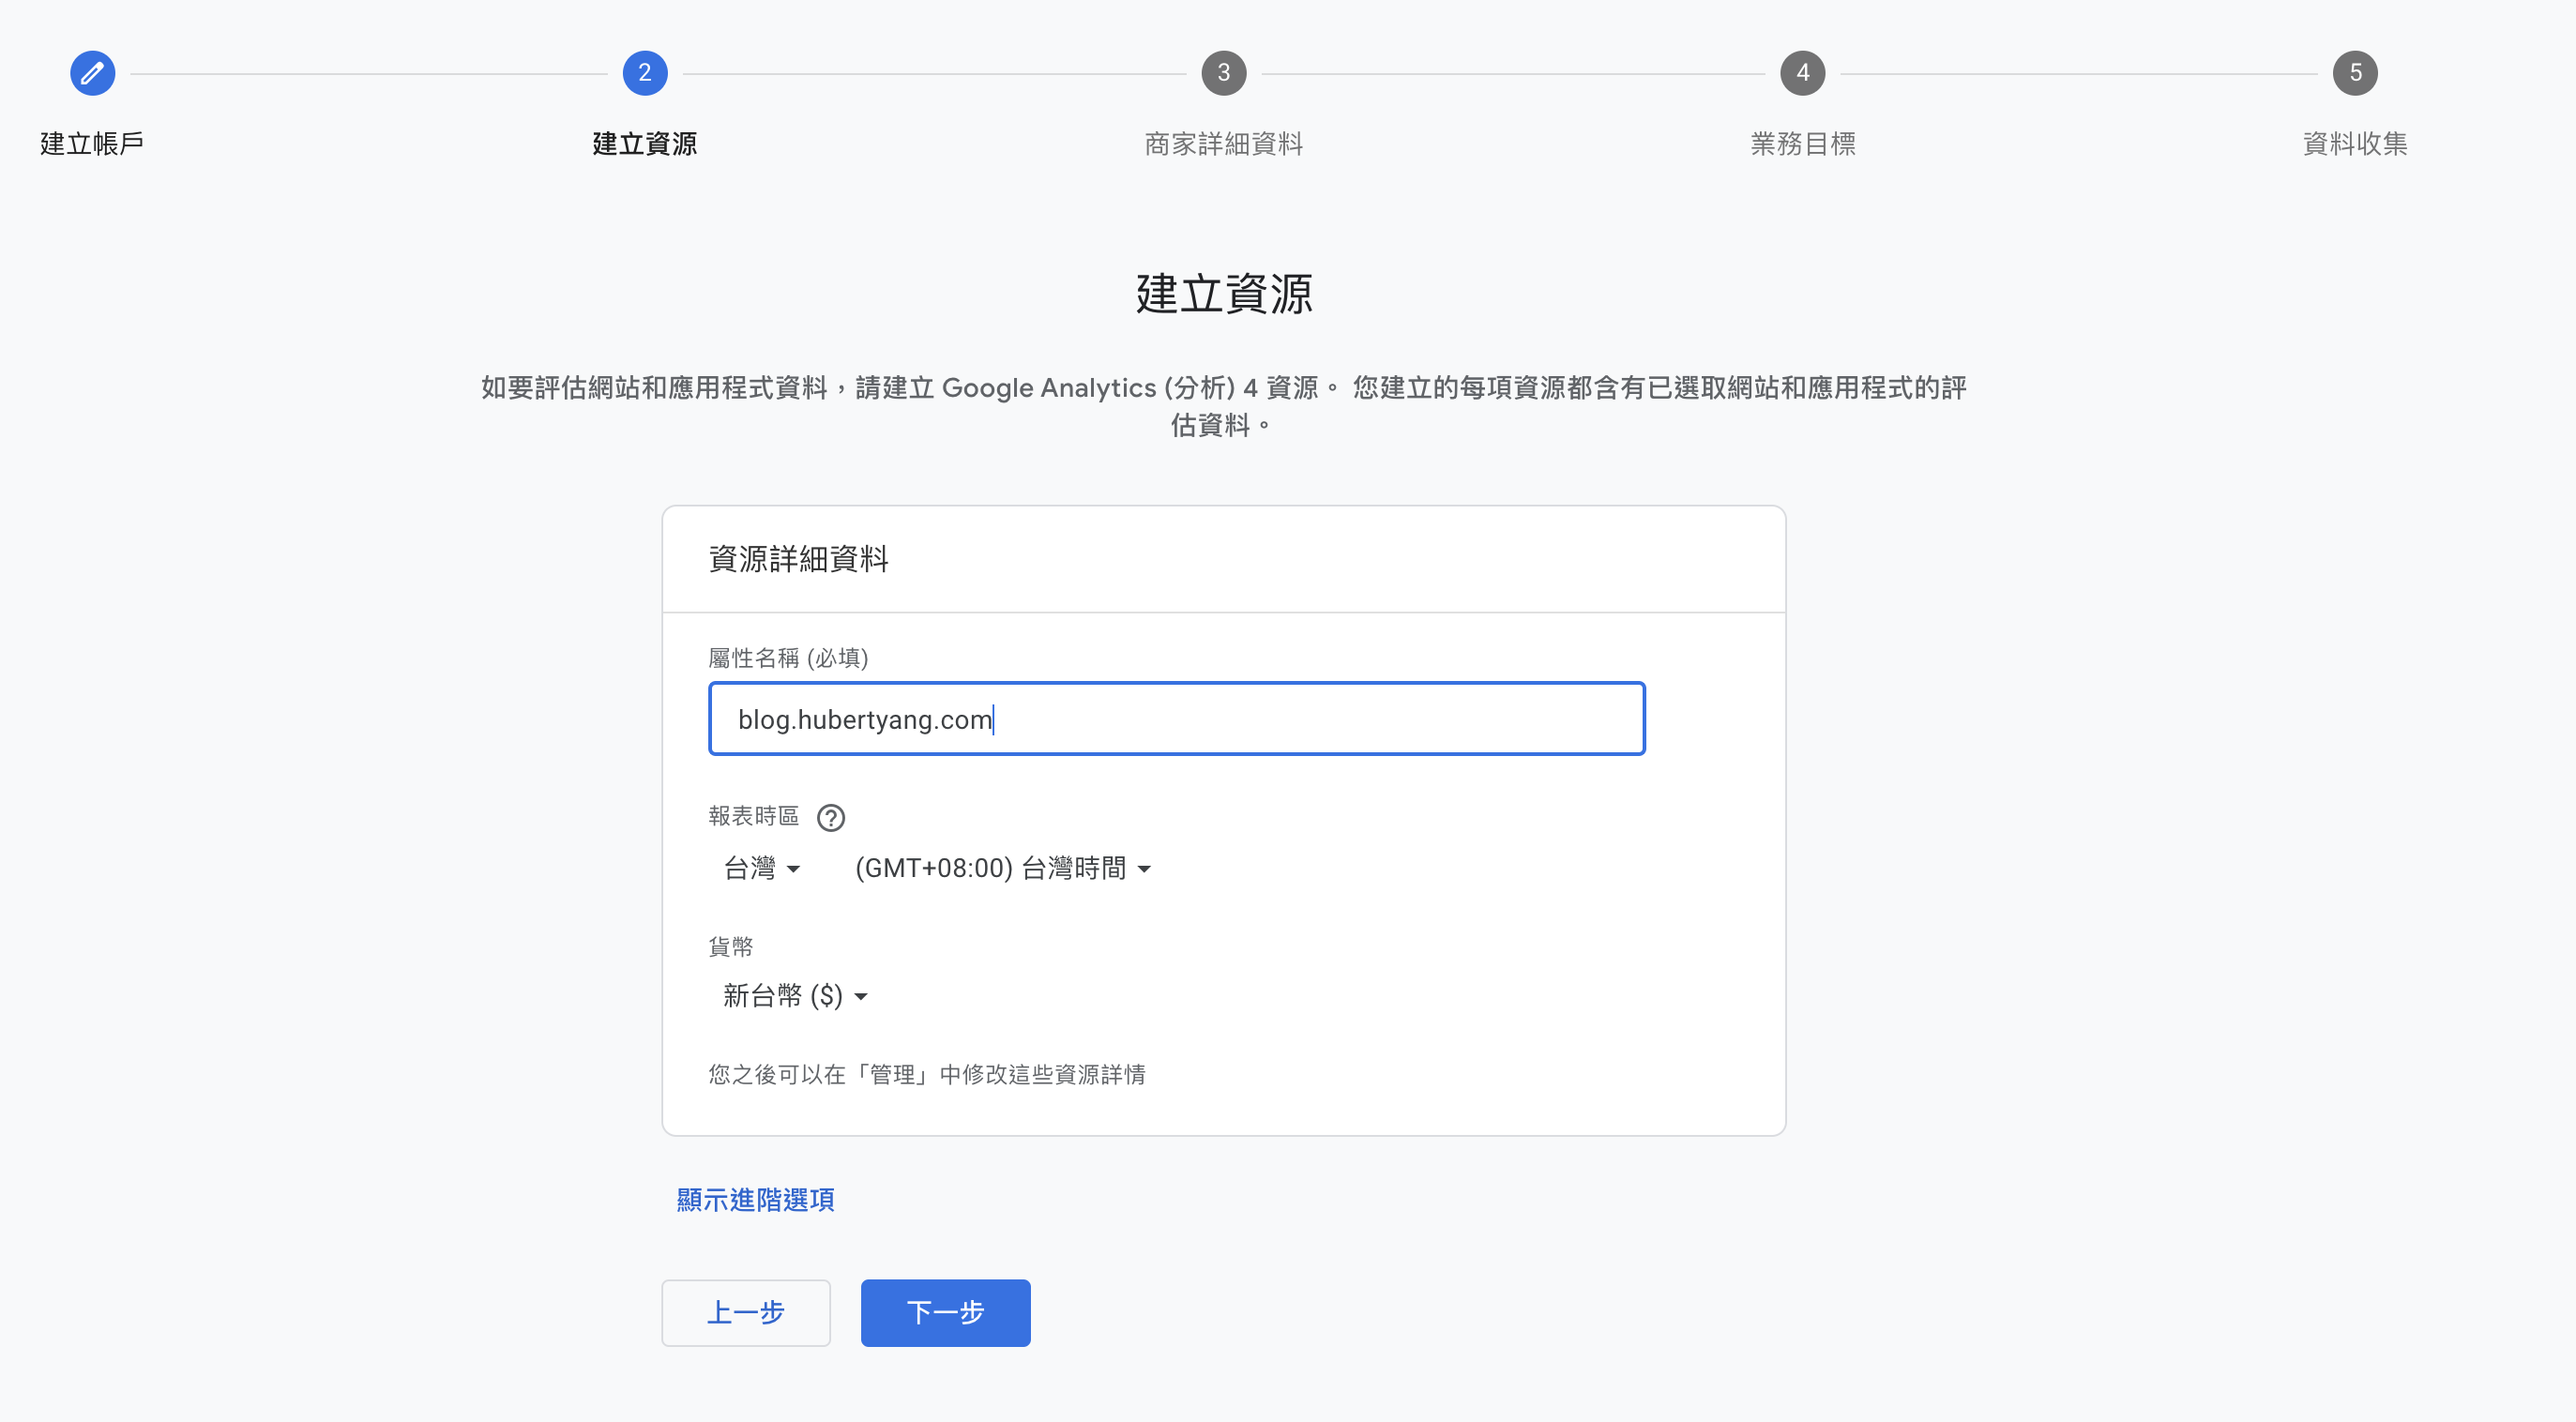 2
3
4
5
建立帳戶
建立資源
商家詳細資料
業務目標
資料收集
建立資源
如要評估網站和應用程式資料，請建立 Google Analytics (分析) 4 資源。 您建立的每項資源都含有已選取網站和應用程式的評
估資料。
資源詳細資料
屬性名稱 (必填)
blog.hubertyang.com
報表時區 ?
台灣 (GMT+08:00) 台灣時間
貨幣
新台幣 ($)
您之後可以在「管理」中修改這些資源詳情
顯示進階選項
上一步 下一步